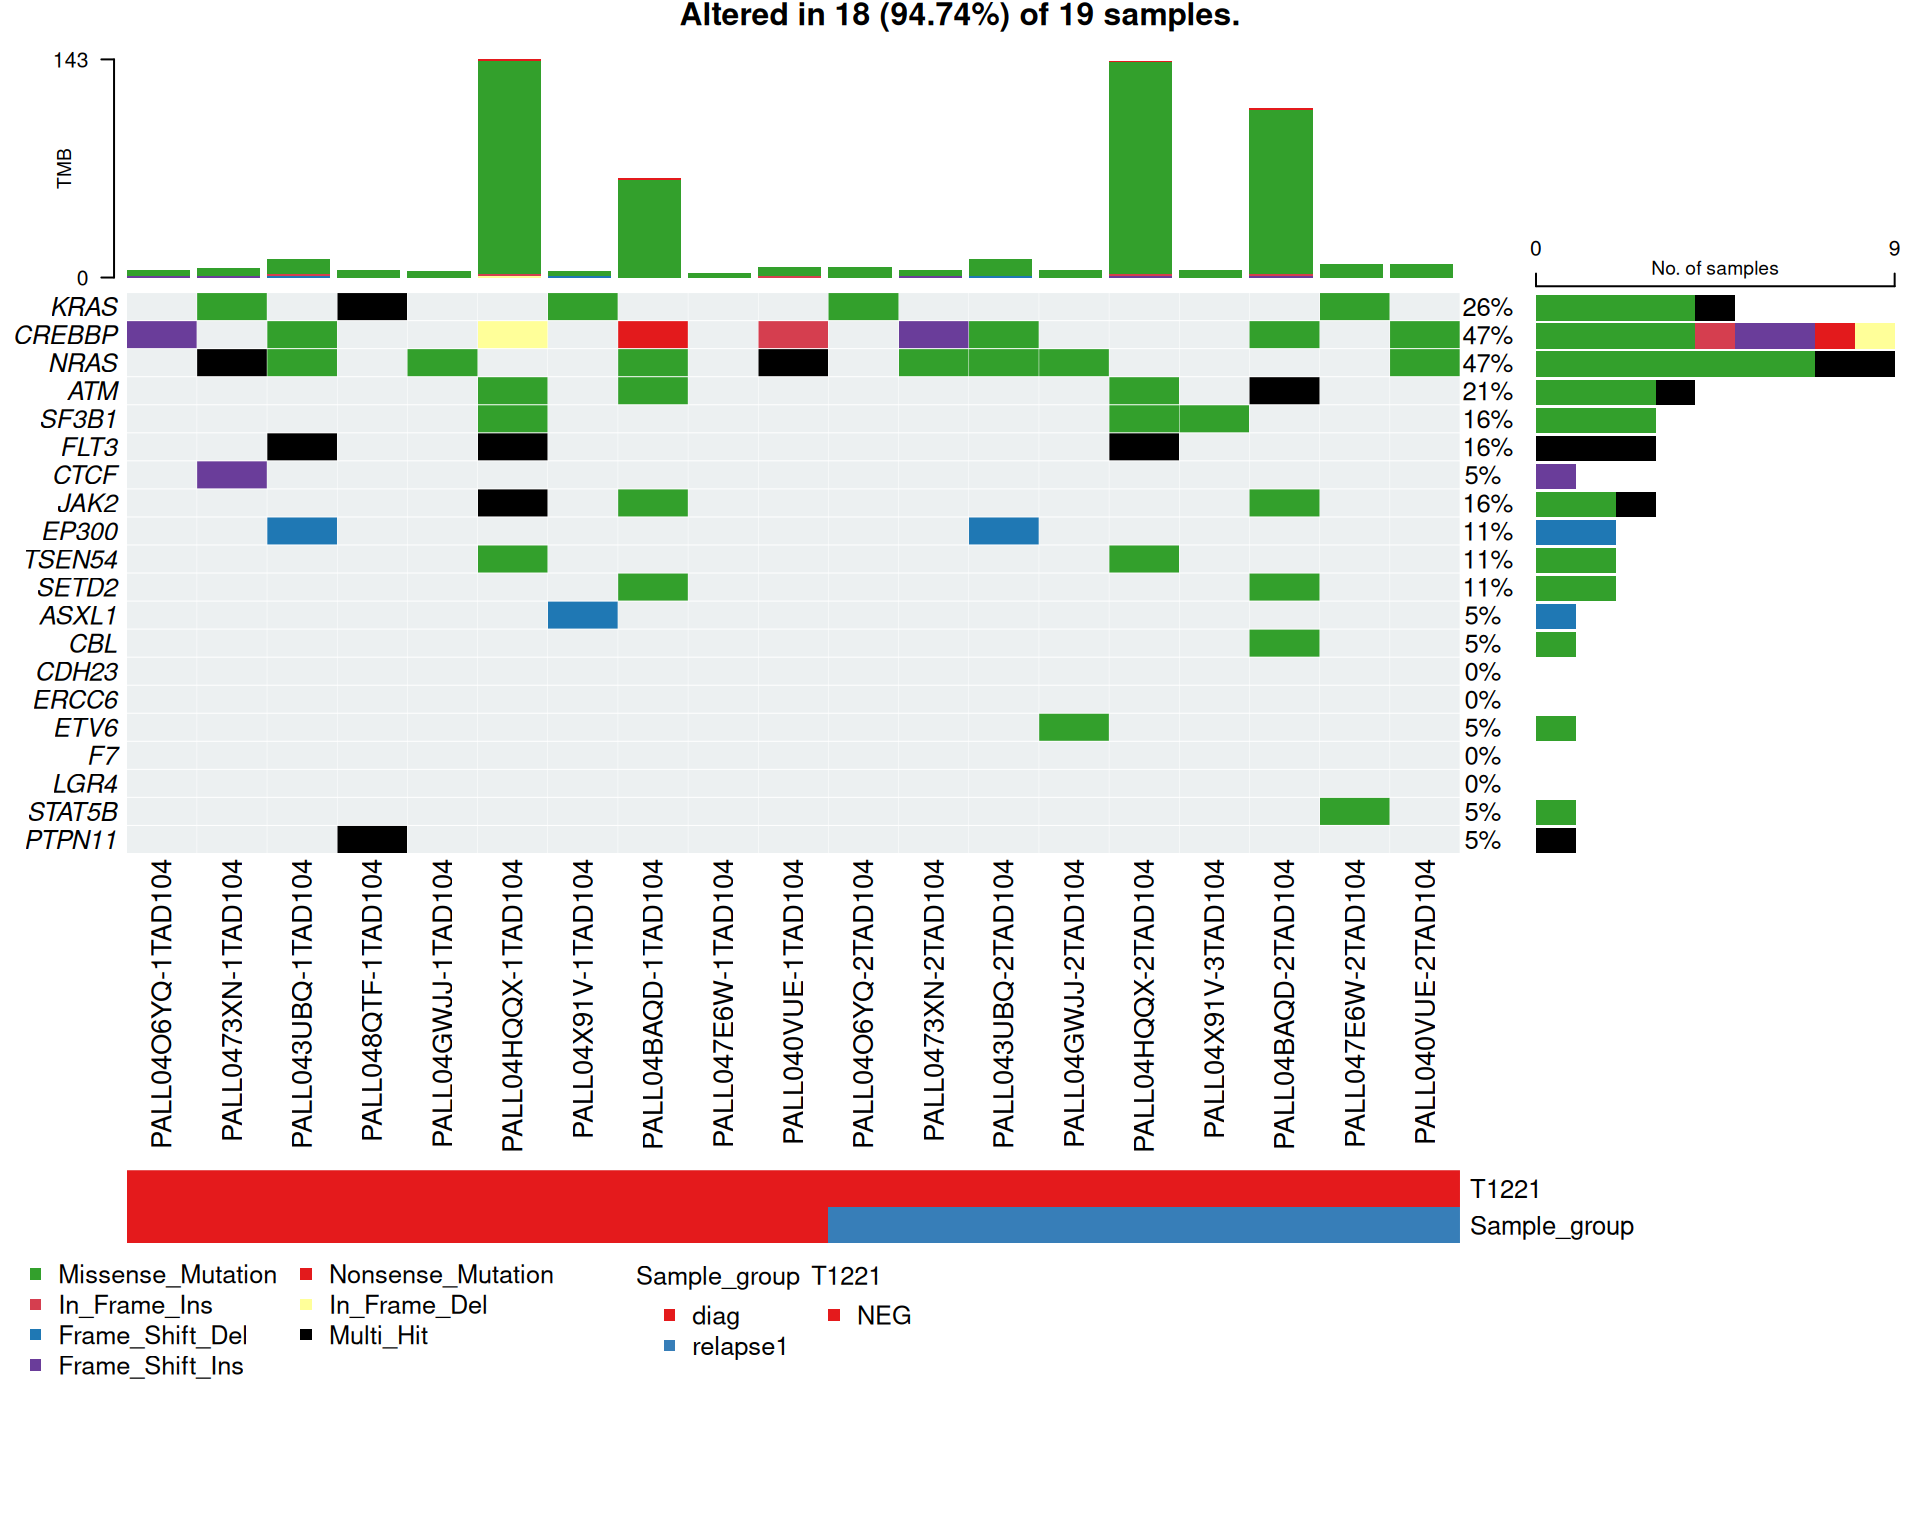 Altered in 18 (94.74%) of 19 samples.
143
TMB
0
0 9
No. of samples
KRAS 26%
CREBBP 47%
NRAS 47%
ATM 21%
SF3B1 16%
FLT3 16%
CTCF 5%
JAK2 16%
EP300 11%
TSEN54 11%
SETD2 11%
ASXL1 5%
CBL 5%
CDH23 0%
ERCC6 0%
ETV6 5%
F7 0%
LGR4 0%
STAT5B 5%
PTPN11 5%
PALL04O6YQ-1TAD104
PALL0473XN-1TAD104
PALL043UBQ-1TAD104
PALL048QTF-1TAD104
PALL04GWJJ-1TAD104
PALL04HQQX-1TAD104
PALL04X91V-1TAD104
PALL04BAQD-1TAD104
PALL047E6W-1TAD104
PALL040VUE-1TAD104
PALL04O6YQ-2TAD104
PALL0473XN-2TAD104
PALL043UBQ-2TAD104
PALL04GWJJ-2TAD104
PALL04HQQX-2TAD104
PALL04X91V-3TAD104
PALL04BAQD-2TAD104
PALL047E6W-2TAD104
PALL040VUE-2TAD104
T1221
Sample_group
Missense_Mutation
In_Frame_Ins
Frame_Shift_Del
Frame_Shift_Ins
Nonsense_Mutation
In_Frame_Del
Multi_Hit
Sample_group
diag
relapse1
T1221
NEG